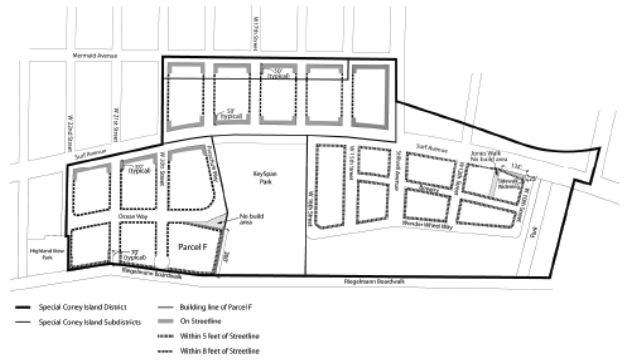 W 17th Street
Mermaid Avenue
50'
(typical)
50'
(typical)
W 22nd Street
W 21st Street
Surf Avenue
W 20th Street
(typical)
KeySpan
Park
W 16th Street
W 15th Street
Stillwell Avenue
Surf Avenue
W 12th Street
Jones Walk
No build area
W 10th Street
Wonder Wheel Way
Ocean Way
No build
area
Parcel F
Highland View
Park
70'
(typical)
Riegelmann Boardwalk
Riegelmann Boardwalk
Special Coney Island District
Special Coney Island Subdistricts
Building line of Parcel F
On Streetline
Within 5 feet of Streetline
Within 8 feet of Streetline